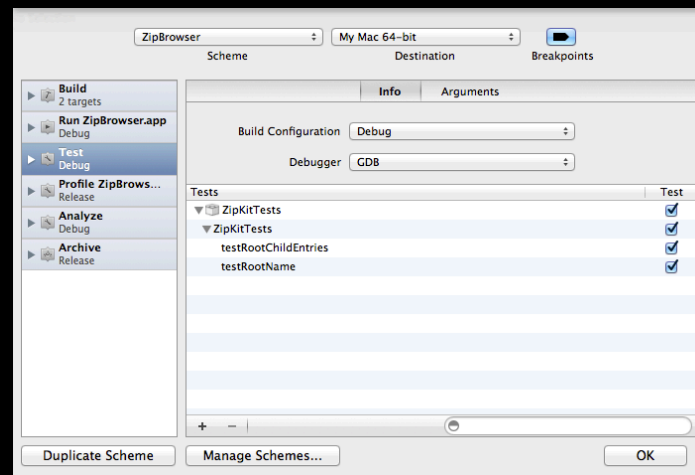 ZipBrowser
My Mac 64-bit
Scheme
Destination
Breakpoints
Build
2 targets
Run ZipBrowser.app
Debug
Test
Debug
Profile ZipBrows...
Release
Analyze
Debug
Archive
Release
Info
Arguments
Build Configuration
Debug
Debugger
GDB
Tests
Test
ZipKitTests
ZipKitTests
testRootChildEntries
testRootName
Duplicate Scheme
Manage Schemes...
OK